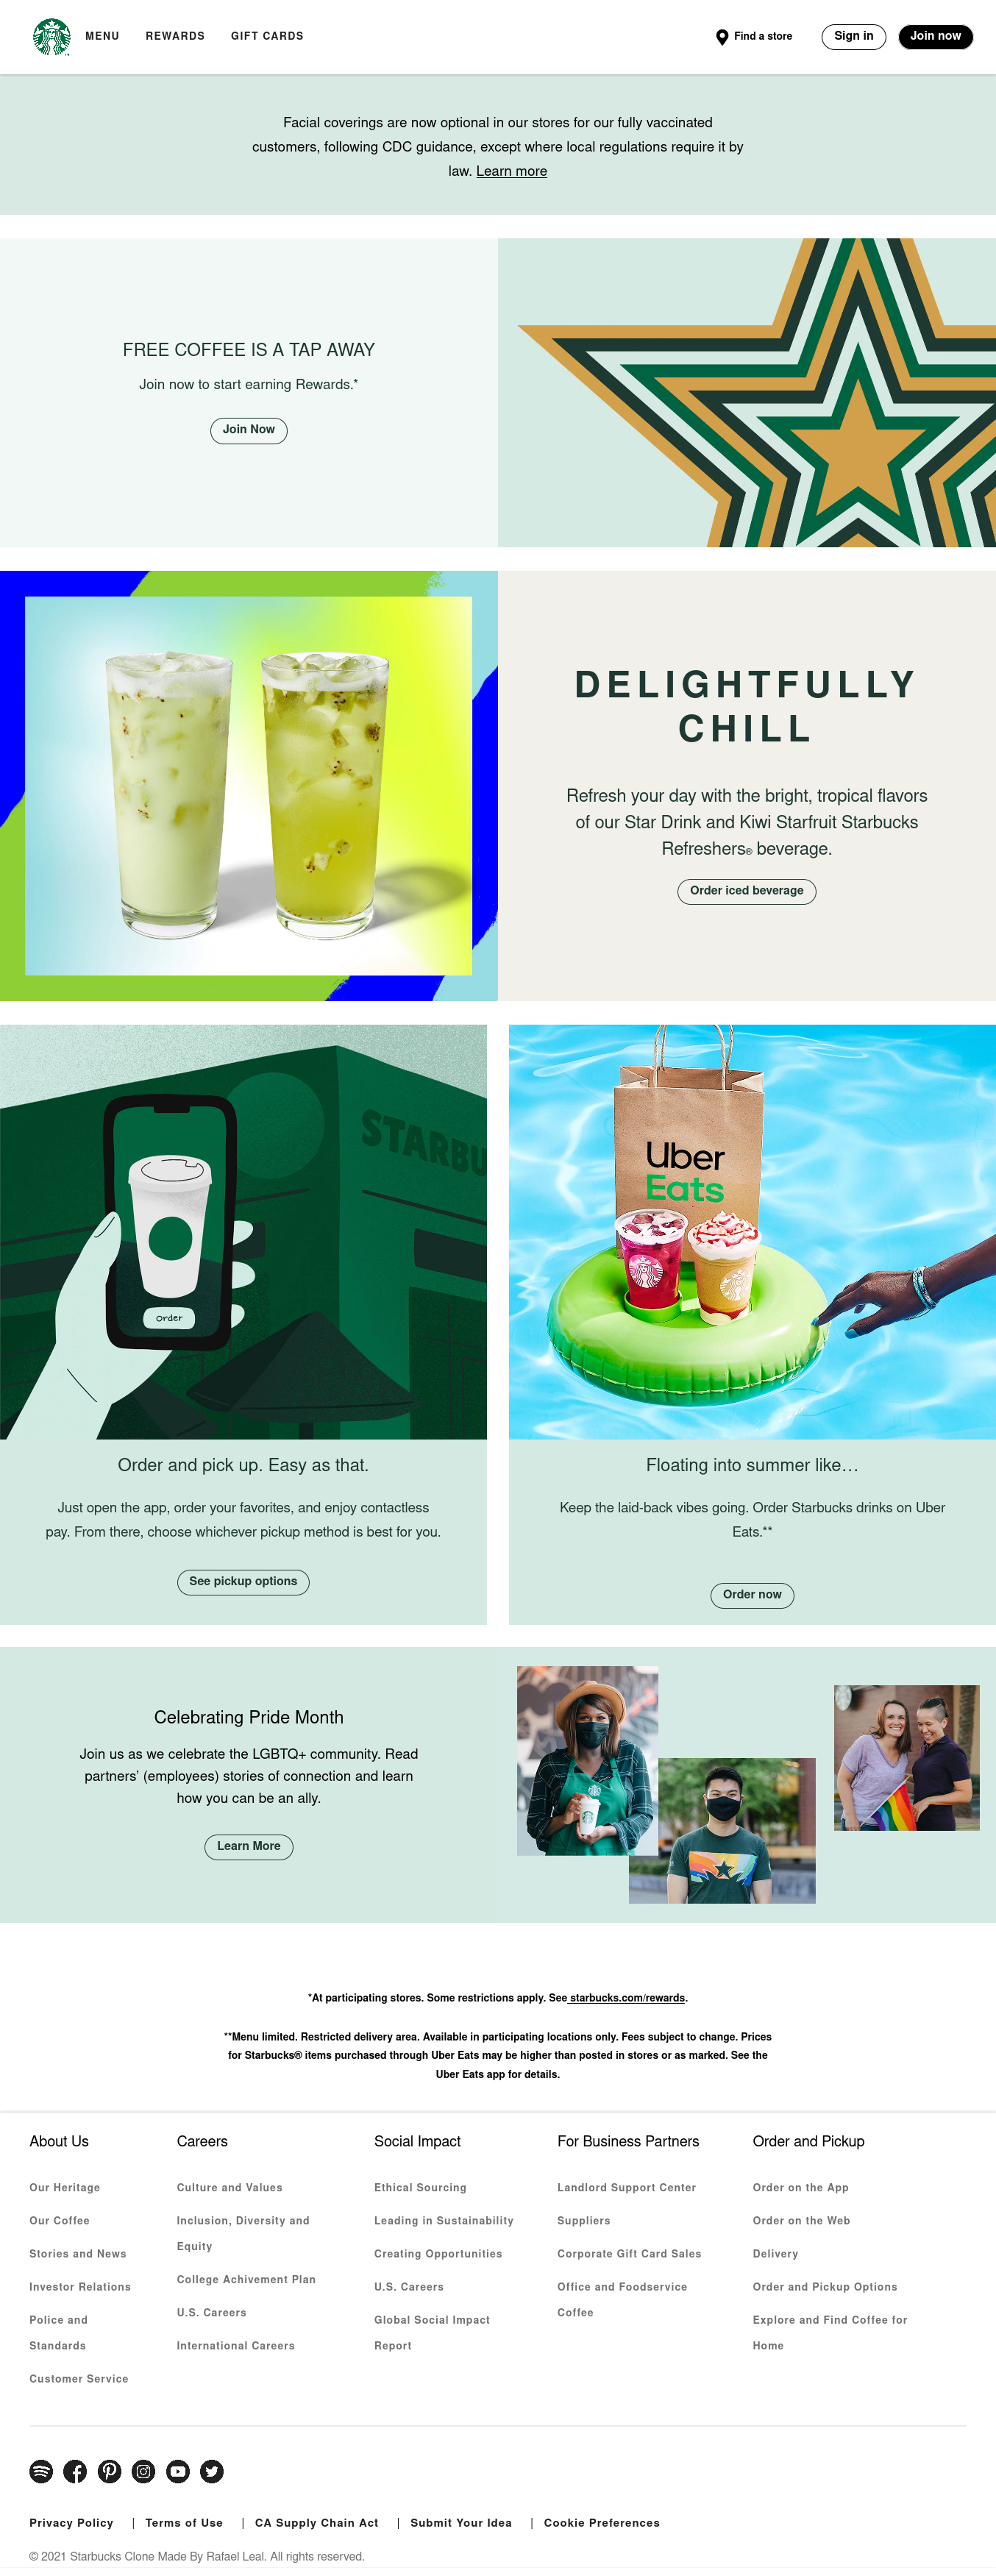 MENU REWARDS GIFT CARDS Find a store Sign in Join now
Facial coverings are now optional in our stores for our fully vaccinated
customers, following CDC guidance, except where local regulations require it by
law. Learn more
FREE COFFEE IS A TAP AWAY
Join now to start earning Rewards.*
Join Now
DELIGHTFULLY
CHILL
Refresh your day with the bright, tropical flavors
of our Star Drink and Kiwi Starfruit Starbucks
Refreshers® beverage.
Order iced beverage
STARBU
Order
Order and pick up. Easy as that.
Just open the app, order your favorites, and enjoy contactless
pay. From there, choose whichever pickup method is best for you.
See pickup options
Uber
Eats
Floating into summer like…
Keep the laid-back vibes going. Order Starbucks drinks on Uber
Eats.**
Order now
Celebrating Pride Month
Join us as we celebrate the LGBTQ+ community. Read
partners’ (employees) stories of connection and learn
how you can be an ally.
Learn More
*At participating stores. Some restrictions apply. See starbucks.com/rewards.
**Menu limited. Restricted delivery area. Available in participating locations only. Fees subject to change. Prices
for Starbucks® items purchased through Uber Eats may be higher than posted in stores or as marked. See the
Uber Eats app for details.
About Us
Our Heritage
Our Coffee
Stories and News
Investor Relations
Police and
Standards
Customer Service
Careers
Culture and Values
Inclusion, Diversity and
Equity
College Achivement Plan
U.S. Careers
International Careers
Social Impact
Ethical Sourcing
Leading in Sustainability
Creating Opportunities
U.S. Careers
Global Social Impact
Report
For Business Partners
Landlord Support Center
Suppliers
Corporate Gift Card Sales
Office and Foodservice
Coffee
Order and Pickup
Order on the App
Order on the Web
Delivery
Order and Pickup Options
Explore and Find Coffee for
Home
Privacy Policy | Terms of Use | CA Supply Chain Act | Submit Your Idea | Cookie Preferences
© 2021 Starbucks Clone Made By Rafael Leal. All rights reserved.